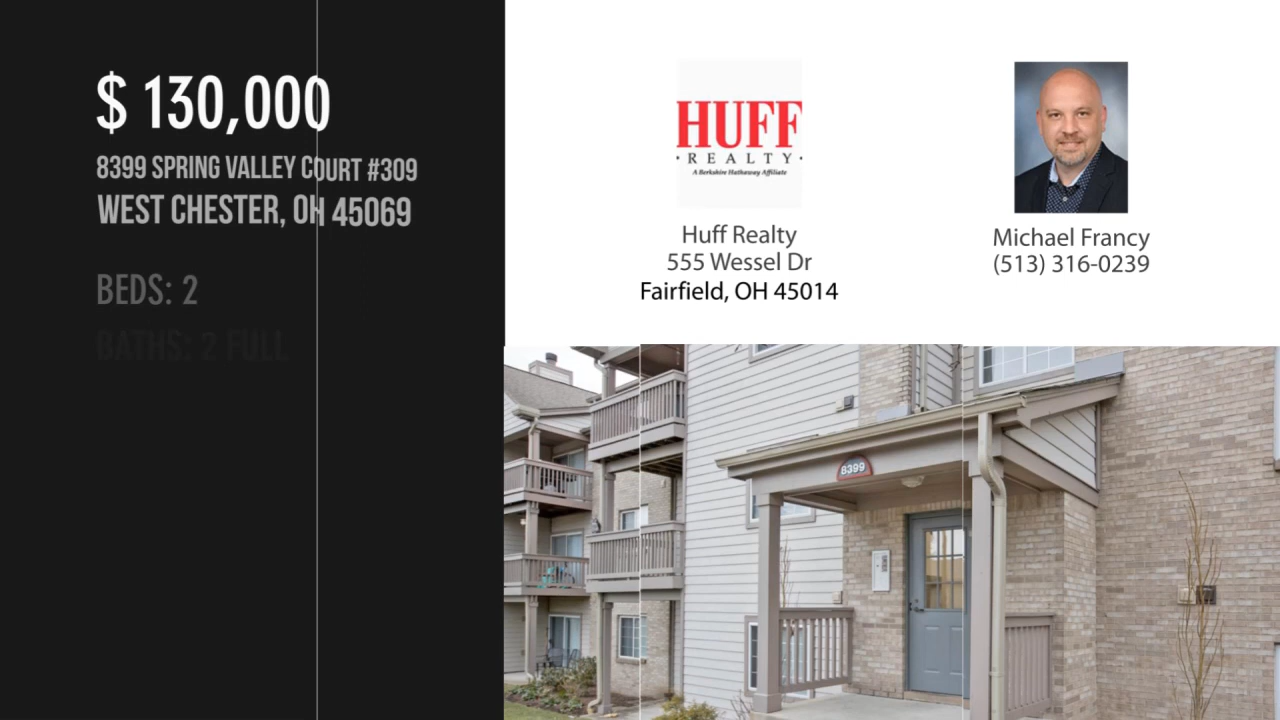 $ 130,000
8399 SPRING VALLEY COURT #309
WEST CHESTER, OH 45069
BEDS: 2
BATHS: 2 FULL
HUFF
·REALTY·
A Berkshire Hathaway Affiliate
Huff Realty
555 Wessel Dr
Fairfield, OH 45014
Michael Francy
(513) 316-0239
8399